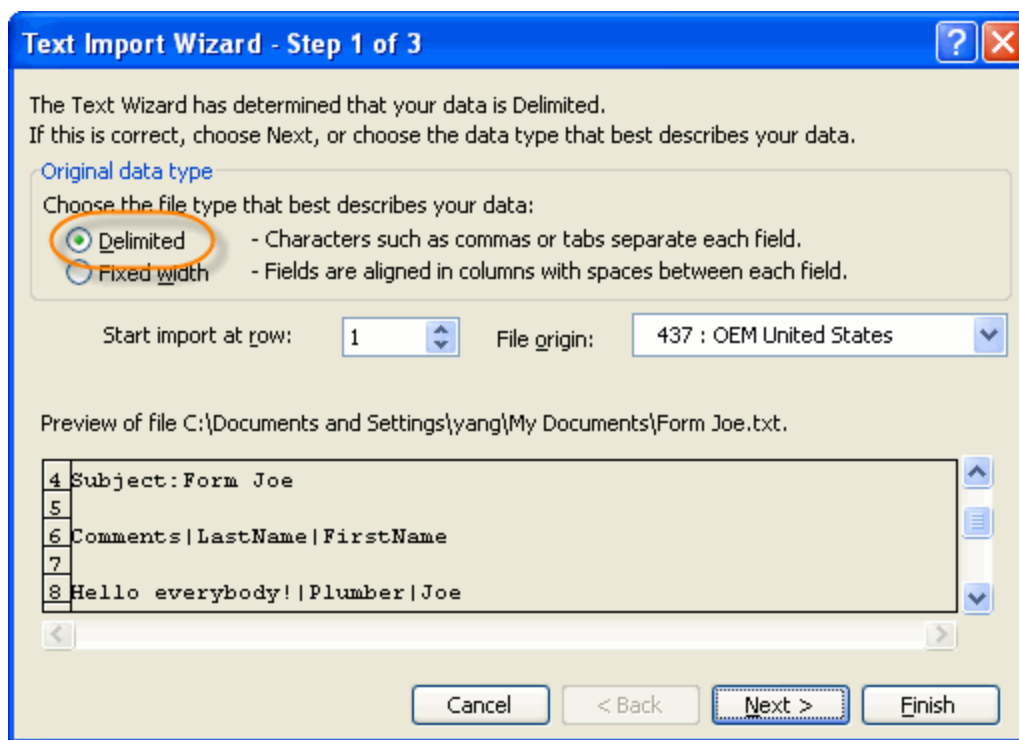 Text Import Wizard - Step 1 of 3
?
The Text Wizard has determined that your data is Delimited.
If this is correct, choose Next, or choose the data type that best describes your data.
Original data type
Choose the file type that best describes your data:
Delimited - Characters such as commas or tabs separate each field.
Fixed width - Fields are aligned in columns with spaces between each field.
Start import at row: 1 File origin: 437 : OEM United States
Preview of file C:\Documents and Settings\yang\My Documents\Form Joe.txt.
4 Subject:Form Joe
5
6 Comments|LastName|FirstName
7
8 Hello everybody!|Plumber|Joe
Cancel < Back Next > Finish